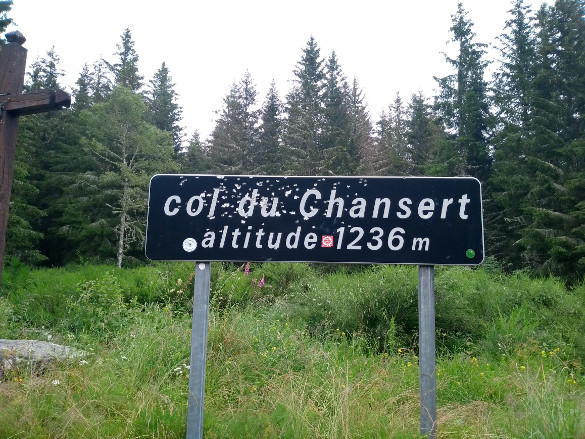 col du Chansert
altitude 1236 m